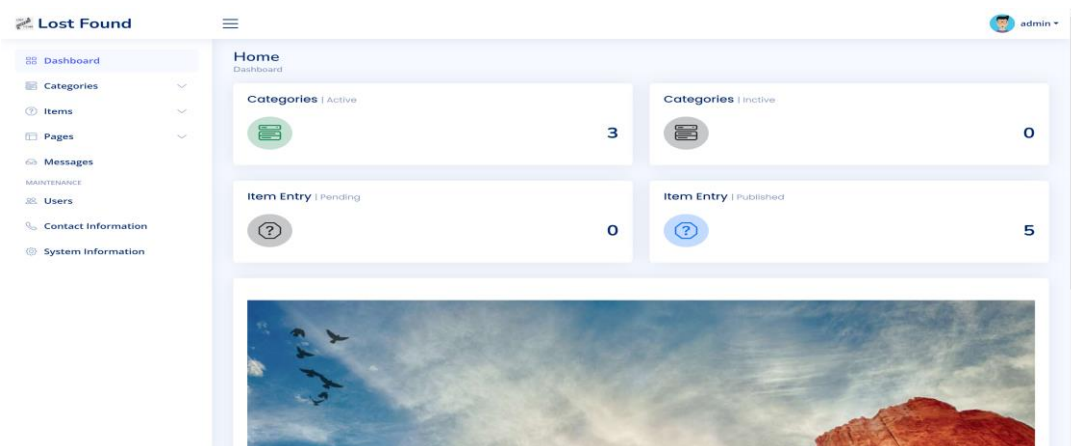 Lost Found
admin
Dashboard
Categories
Items
Pages
Messages
MAINTENANCE
Users
Contact Information
System Information
Home
Dashboard
Categories | Active
3
Categories | Inctive
0
Item Entry | Pending
0
Item Entry | Published
5